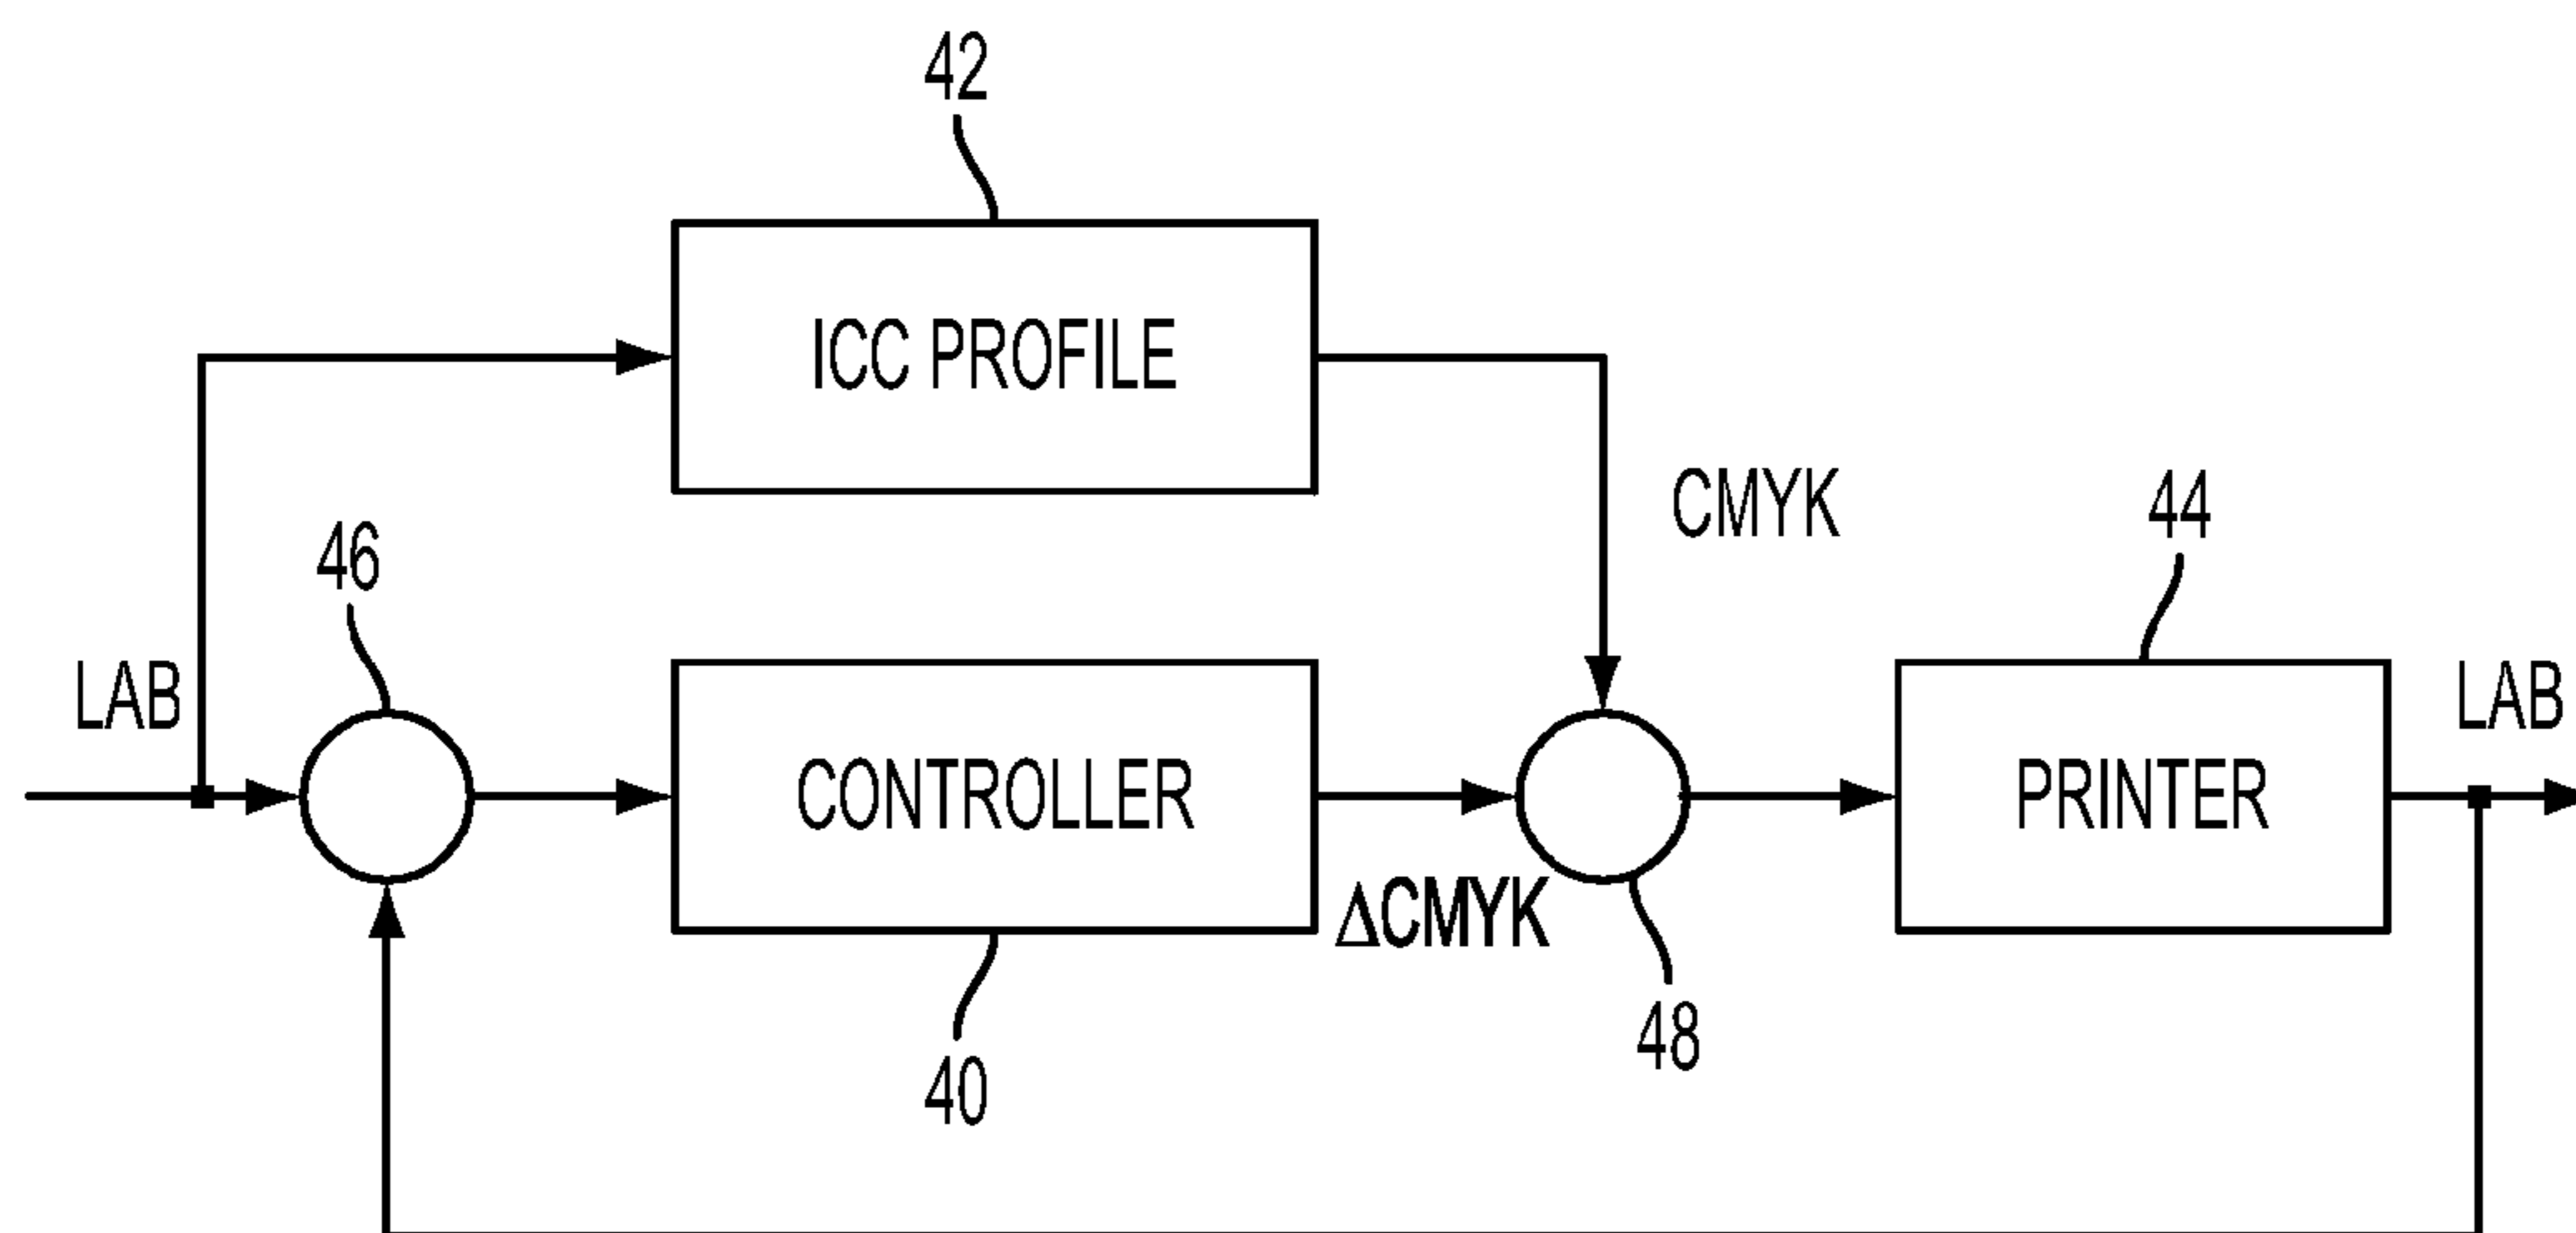 42
ICC PROFILE
CMYK
44
46
LAB
LAB
CONTROLLER
PRINTER
ΔCMYK
48
40